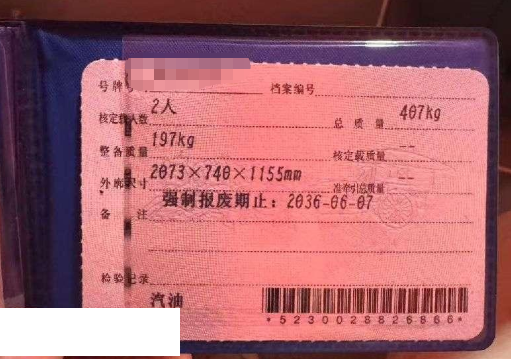 号牌号 档案编号
核定载人数 2人 总质量 407kg
整备质量 197kg 核定载质量 --
外廓尺寸 2073×740×1155mm 准牵引总质量 --
备注 强制报废期止：2036-06-07
检验记录
汽油
*5230028826866*